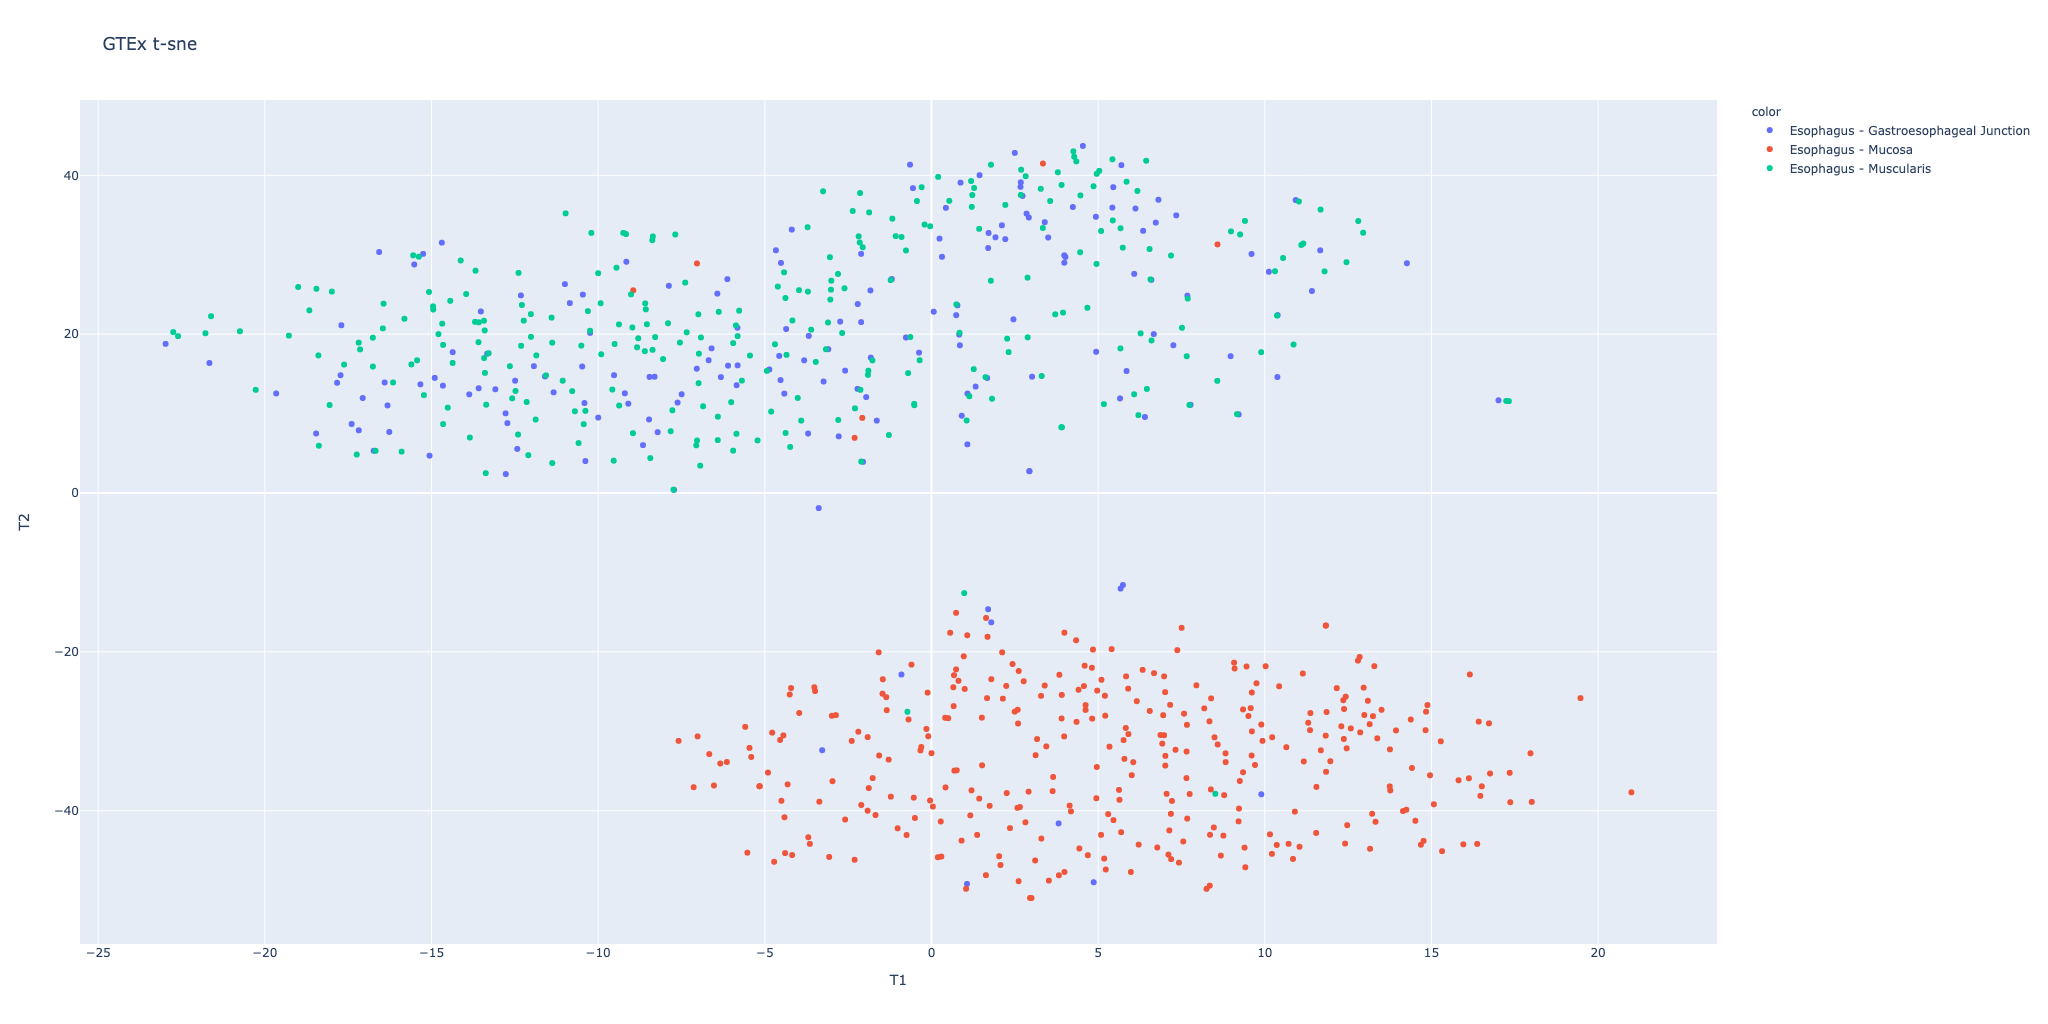 GTEx t-sne
color
Esophagus - Gastroesophageal Junction
Esophagus - Mucosa
Esophagus - Muscularis
40
20
0
−20
−40
T2
−25 −20 −15 −10 −5 0 5 10 15 20
T1